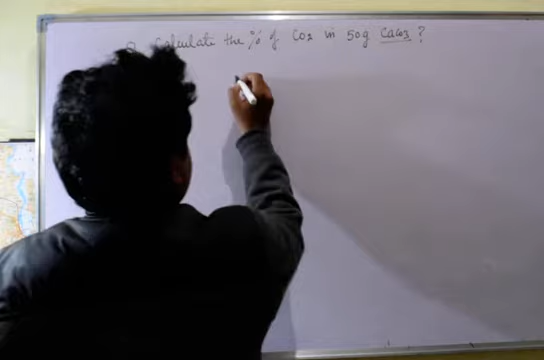 Q Calculate the % of CO2 in 50g CaCO3 ?